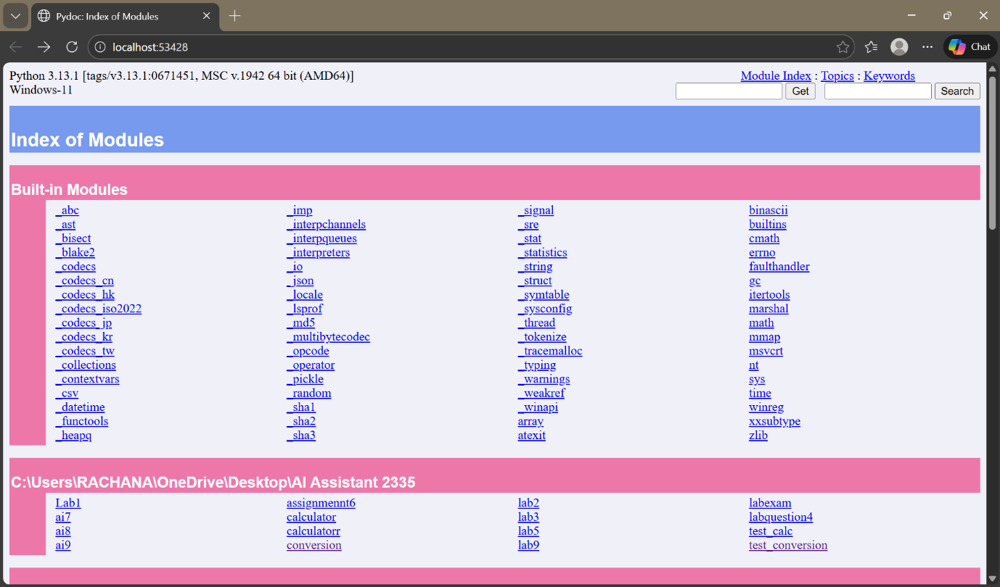 Pydoc: Index of Modules
localhost:53428
Chat
Python 3.13.1 [tags/v3.13.1:0671451, MSC v.1942 64 bit (AMD64)]
Windows-11
Module Index : Topics : Keywords
Get Search
Index of Modules
Built-in Modules
_abc
_ast
_bisect
_blake2
_codecs
_codecs_cn
_codecs_hk
_codecs_iso2022
_codecs_jp
_codecs_kr
_codecs_tw
_collections
_contextvars
_csv
_datetime
_functools
_heapq
_imp
_interpchannels
_interpqueues
_interpreters
_io
_json
_locale
_lsprof
_md5
_multibytecodec
_opcode
_operator
_pickle
_random
_sha1
_sha2
_sha3
_signal
_sre
_stat
_statistics
_string
_struct
_symtable
_sysconfig
_thread
_tokenize
_tracemalloc
_typing
_warnings
_weakref
_winapi
array
atexit
binascii
builtins
cmath
errno
faulthandler
gc
itertools
marshal
math
mmap
msvcrt
nt
sys
time
winreg
xxsubtype
zlib
C:\Users\RACHANA\OneDrive\Desktop\AI Assistant 2335
Lab1
ai7
ai8
ai9
assignmennt6
calculator
calculatorr
conversion
lab2
lab3
lab5
lab9
labexam
labquestion4
test_calc
test_conversion